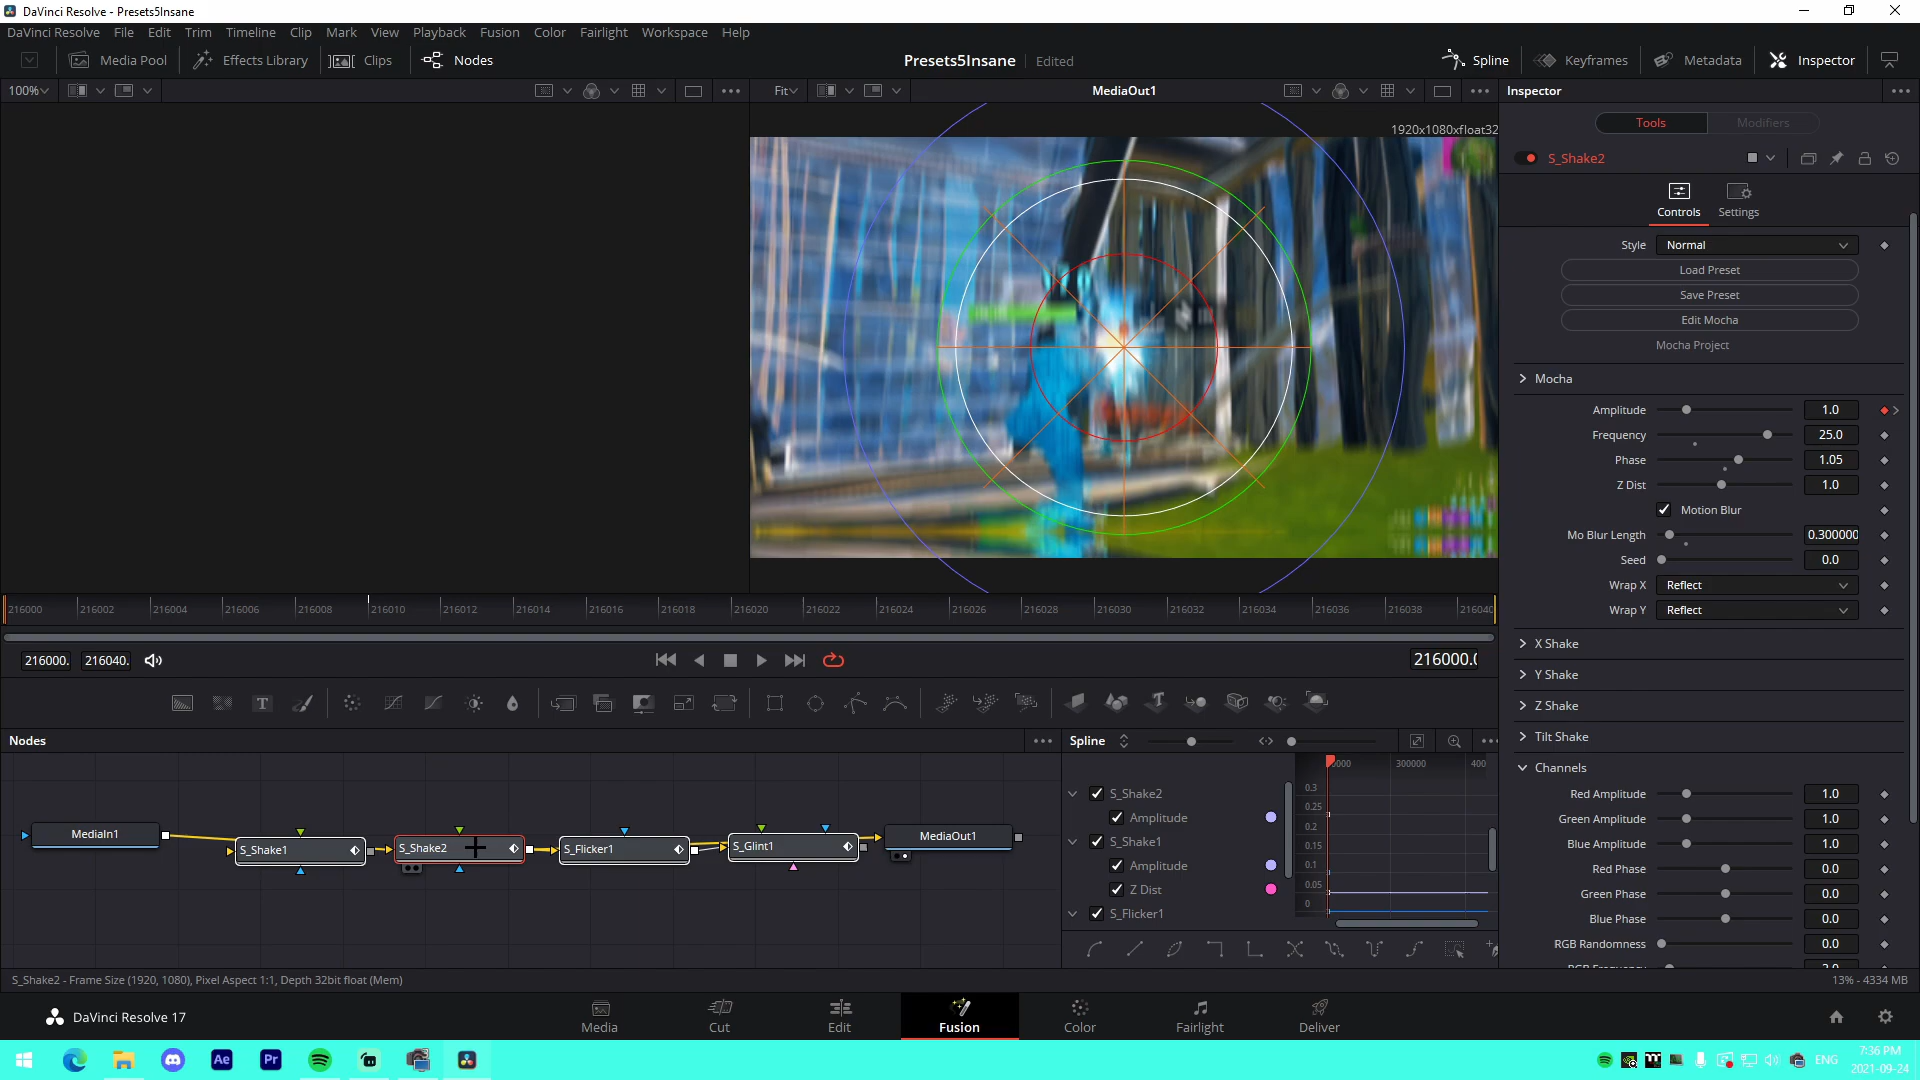 DaVinci Resolve - Presets5Insane
DaVinci Resolve File Edit Trim Timeline Clip Mark View Playback Fusion Color Fairlight Workspace Help
Media Pool Effects Library Clips Nodes Presets5Insane Edited Spline Keyframes Metadata Inspector
100% Fit MediaOut1 Inspector
1920x1080xfloat32
Tools Modifiers
S_Shake2
Controls Settings
Style Normal
Load Preset
Save Preset
Edit Mocha
Mocha Project
Mocha
Amplitude 1.0
Frequency 25.0
Phase 1.05
Z Dist 1.0
Motion Blur
Mo Blur Length 0.300000
Seed 0.0
Wrap X Reflect
Wrap Y Reflect
X Shake
Y Shake
Z Shake
Tilt Shake
Channels
Red Amplitude 1.0
Green Amplitude 1.0
Blue Amplitude 1.0
Red Phase 0.0
Green Phase 0.0
Blue Phase 0.0
RGB Randomness 0.0
216000 216002 216004 216006 216008 216010 216012 216014 216016 216018 216020 216022 216024 216026 216028 216030 216032 216034 216036 216038 216040
216000. 216040. 216000.0
Nodes
MediaIn1 S_Shake1 S_Shake2 S_Flicker1 S_Glint1 MediaOut1
Spline
300000 400
S_Shake2
Amplitude
S_Shake1
Amplitude
Z Dist
S_Flicker1
0.3
0.25
0.2
0.15
0.1
0.05
0
S_Shake2 - Frame Size (1920, 1080), Pixel Aspect 1:1, Depth 32bit float (Mem) 13% - 4334 MB
DaVinci Resolve 17 Media Cut Edit Fusion Color Fairlight Deliver
Ae Pr ENG 7:36 PM
2021-09-24